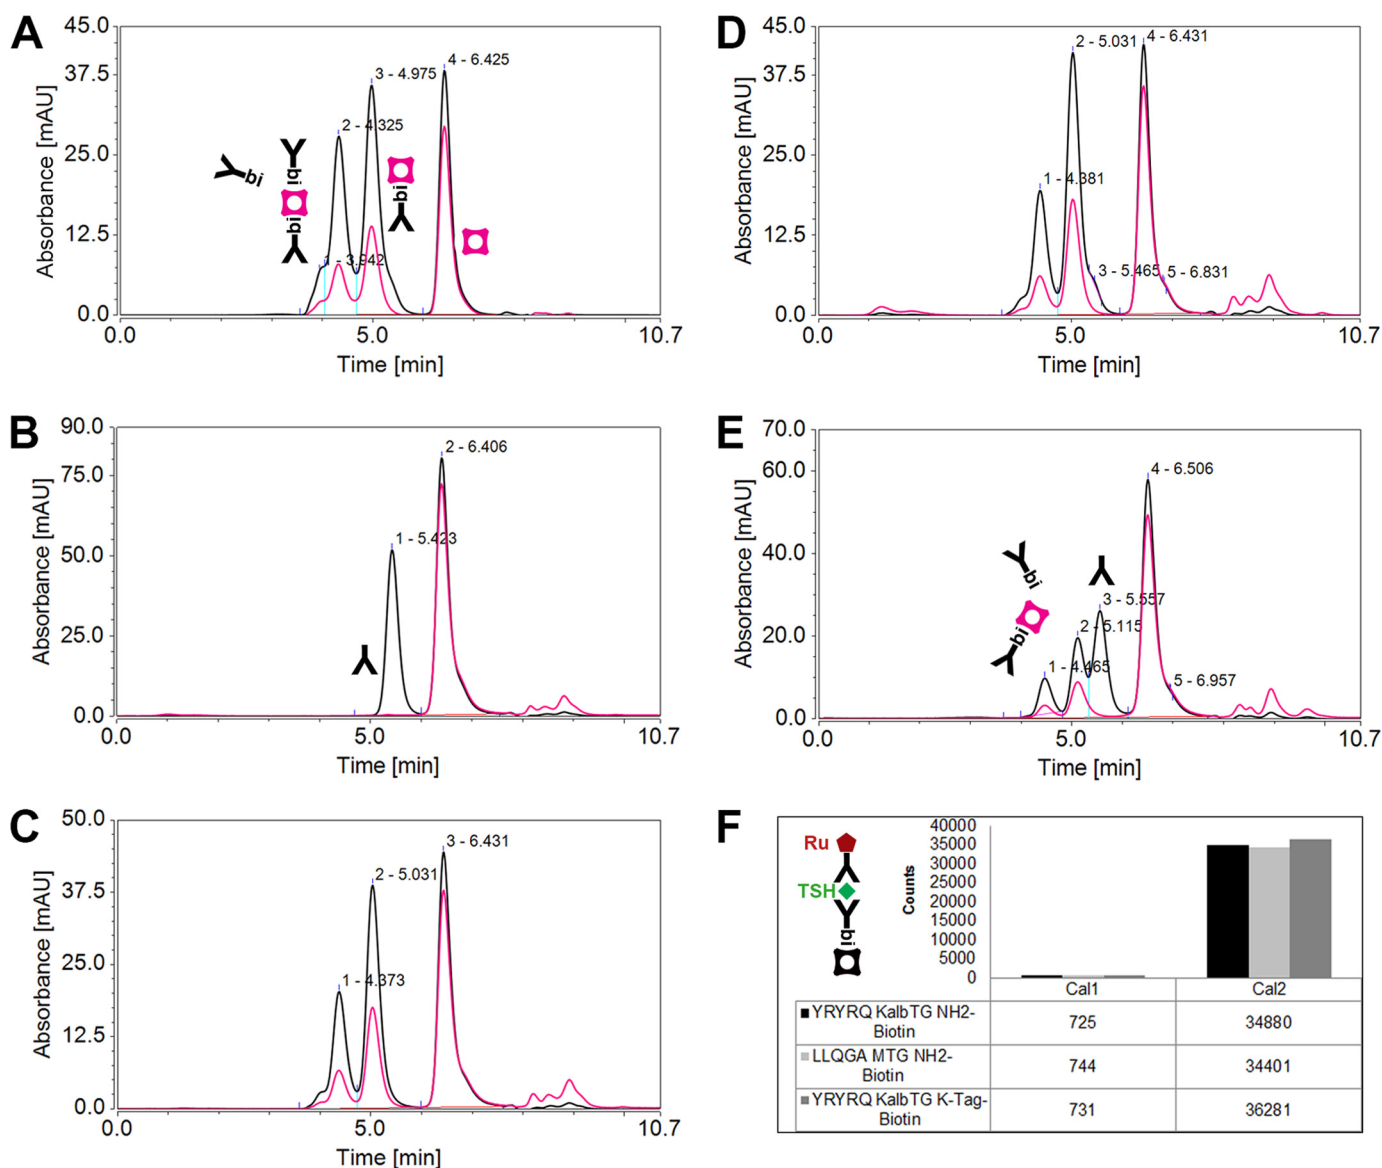 A
Absorbance [mAU]
45.0
37.5
25.0
12.5
0.0
0.0
5.0
10.7
Time [min]
1 - 3.942
2 - 4.325
3 - 4.975
4 - 6.425
bi
bi
bi
bi
D
Absorbance [mAU]
45.0
37.5
25.0
12.5
0.0
0.0
5.0
10.7
Time [min]
1 - 4.381
2 - 5.031
3 - 5.465
4 - 6.431
5 - 6.831
B
Absorbance [mAU]
90.0
75.0
50.0
25.0
0.0
0.0
5.0
10.7
Time [min]
1 - 5.423
2 - 6.406
E
Absorbance [mAU]
70.0
60.0
40.0
20.0
0.0
0.0
5.0
10.7
Time [min]
1 - 4.465
2 - 5.115
3 - 5.557
4 - 6.506
5 - 6.957
bi
bi
C
Absorbance [mAU]
50.0
37.5
25.0
12.5
0.0
0.0
5.0
10.7
Time [min]
1 - 4.373
2 - 5.031
3 - 6.431
F
Ru
TSH
bi
Counts
40000
35000
30000
25000
20000
15000
10000
5000
0
Cal1 Cal2
YRYRQ KalbTG NH2-
Biotin
725 34880
LLQGA MTG NH2-
Biotin
744 34401
YRYRQ KalbTG K-Tag-
Biotin
731 36281